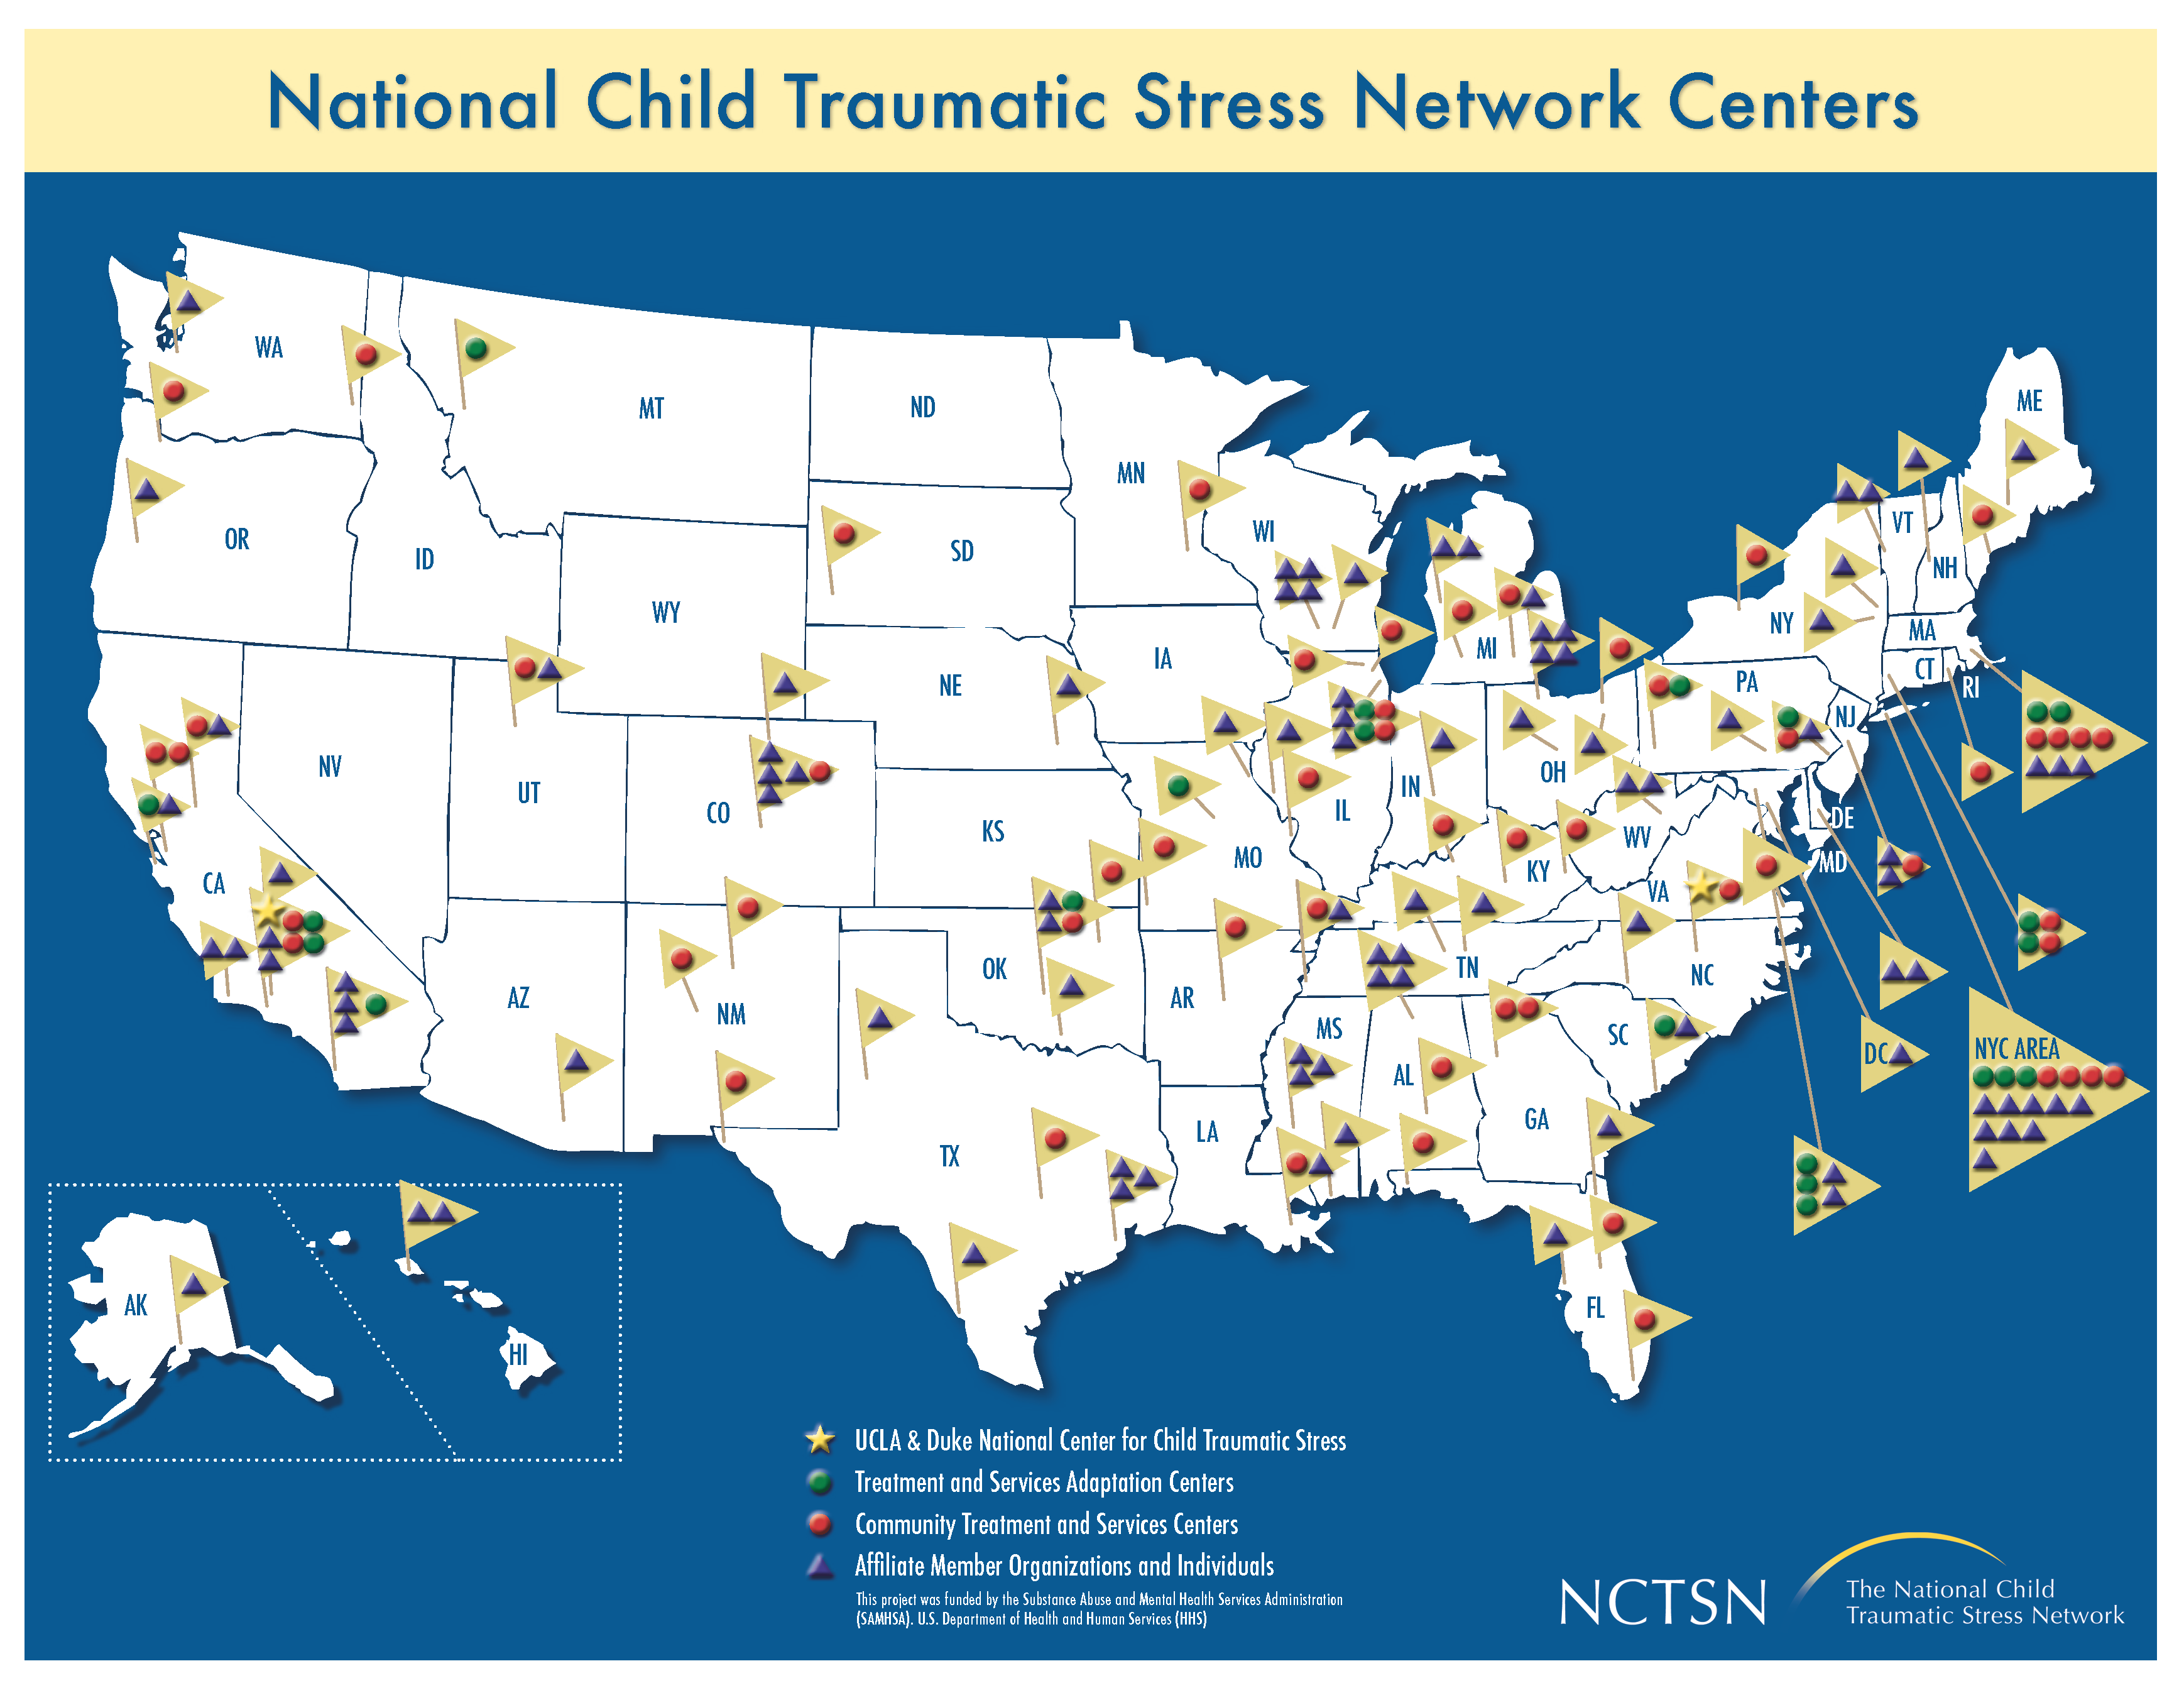 National Child Traumatic Stress Network Centers
WA
MT
ND
MN
ME
OR
ID
SD
WI
VT
NH
WY
NY
MA
MI
IA
CT
RI
NE
PA
NJ
NV
UT
CO
KS
IL
IN
OH
DE
MO
WV
MD
CA
KY
VA
AZ
NM
OK
AR
TN
NC
MS
SC
DC
NYC AREA
AL
GA
TX
LA
AK
HI
FL
UCLA & Duke National Center for Child Traumatic Stress
Treatment and Services Adaptation Centers
Community Treatment and Services Centers
Affiliate Member Organizations and Individuals
This project was funded by the Substance Abuse and Mental Health Services Administration
(SAMHSA). U.S. Department of Health and Human Services (HHS)
NCTSN
The National Child
Traumatic Stress Network